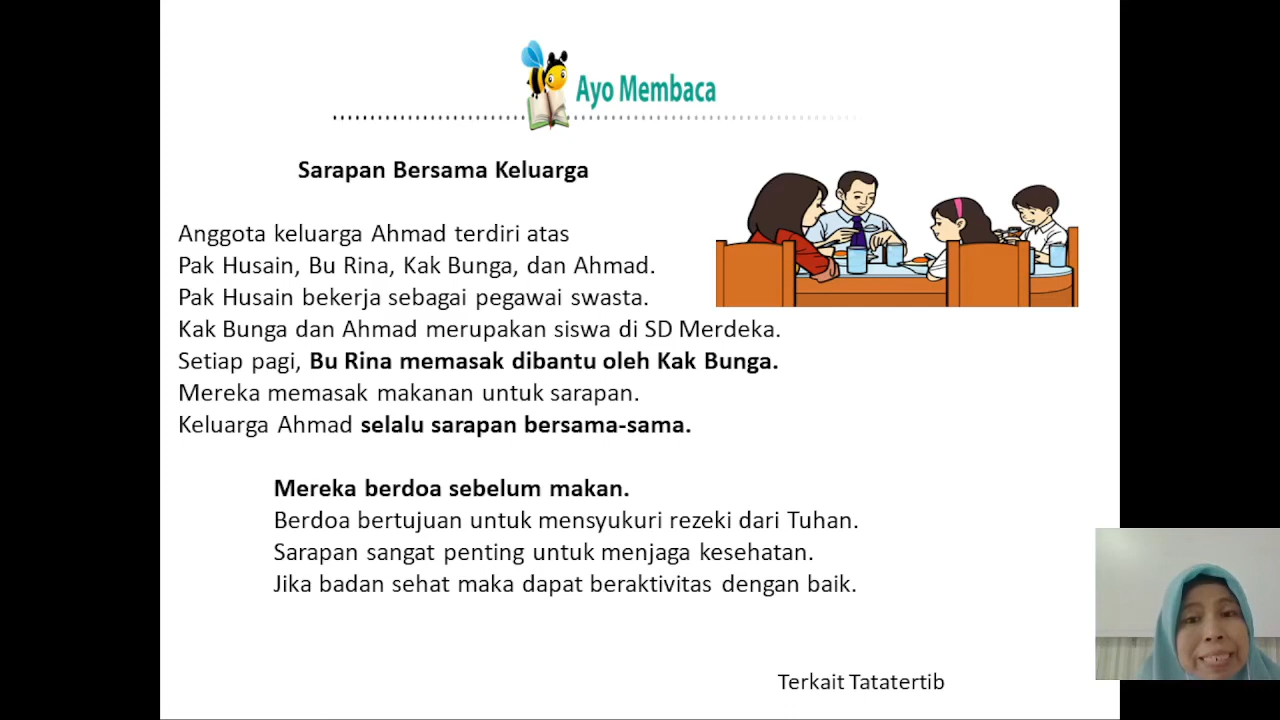 Ayo Membaca
Sarapan Bersama Keluarga
Anggota keluarga Ahmad terdiri atas
Pak Husain, Bu Rina, Kak Bunga, dan Ahmad.
Pak Husain bekerja sebagai pegawai swasta.
Kak Bunga dan Ahmad merupakan siswa di SD Merdeka.
Setiap pagi, Bu Rina memasak dibantu oleh Kak Bunga.
Mereka memasak makanan untuk sarapan.
Keluarga Ahmad selalu sarapan bersama-sama.
Mereka berdoa sebelum makan.
Berdoa bertujuan untuk mensyukuri rezeki dari Tuhan.
Sarapan sangat penting untuk menjaga kesehatan.
Jika badan sehat maka dapat beraktivitas dengan baik.
Terkait Tatatertib